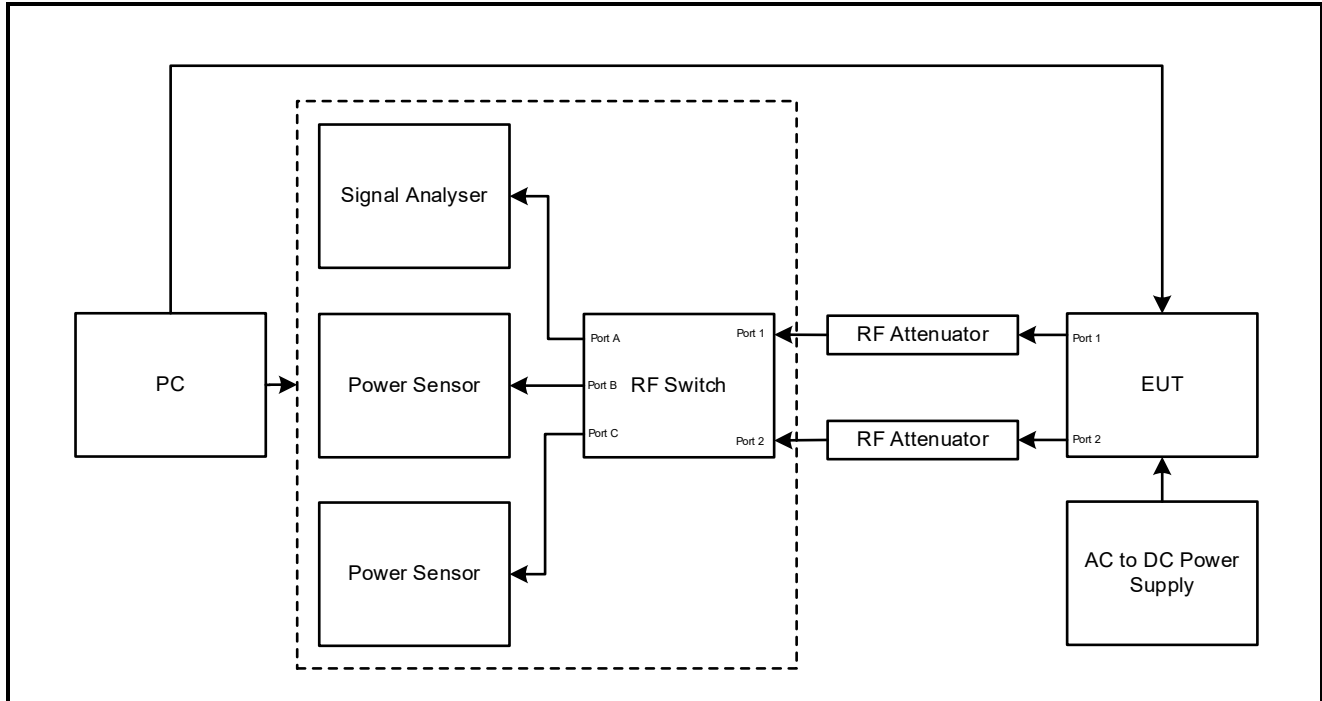 Signal Analyser
PC
Power Sensor
Port A
Port B
Port C
RF Switch
Port 1
Port 2
RF Attenuator
RF Attenuator
Port 1
Port 2
EUT
Power Sensor
AC to DC Power
Supply